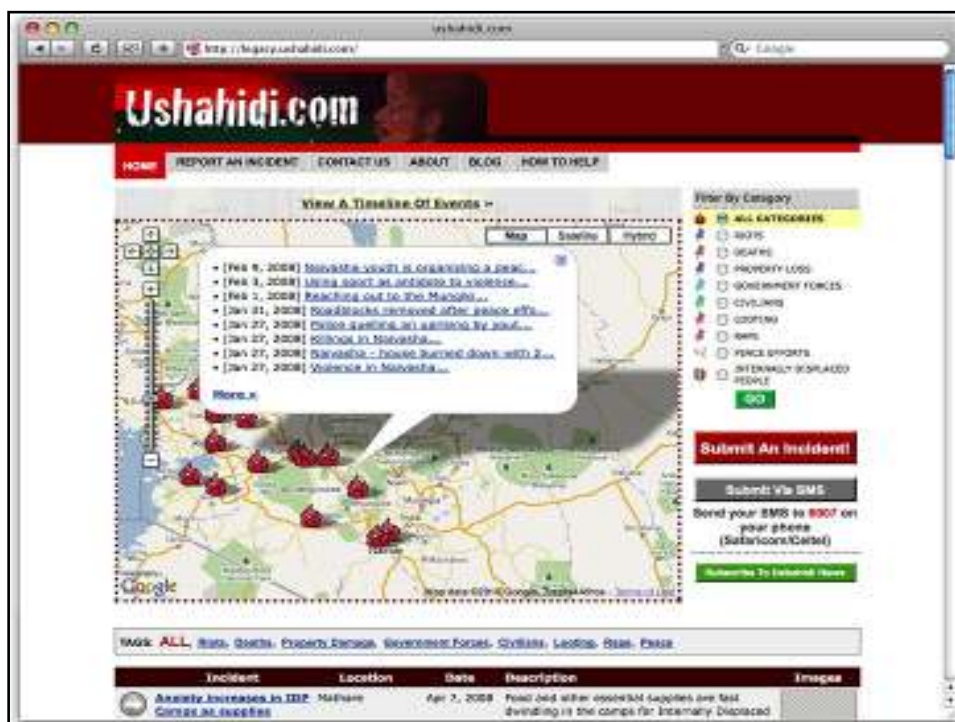 ushahidi.com
http://legacy.ushahidi.com/
Google
Ushahidi.com
HOME REPORT AN INCIDENT CONTACT US ABOUT BLOG HOW TO HELP
View A Timeline Of Events »
Map Satellite Hybrid
[Feb 9, 2008] Naivasha youth is organising a peac...
[Feb 3, 2008] Using sport as antidote to violence...
[Feb 1, 2008] Reaching out to the Mungiki...
[Jan 31, 2008] Roadblocks removed after peace effo...
[Jan 27, 2008] Police quelling an uprising by yout...
[Jan 27, 2008] Killings in Naivasha...
[Jan 27, 2008] Naivasha - house burned down with 2...
[Jan 27, 2008] Violence in Naivasha...
More »
Google
Filter By Category
ALL CATEGORIES
RIOTS
DEATHS
PROPERTY LOSS
GOVERNMENT FORCES
CIVILIANS
LOOTING
RAPE
PEACE EFFORTS
INTERNALLY DISPLACED
PEOPLE
GO
Submit An Incident!
Submit Via SMS
Send your SMS to 6007 on
your phone
(Safaricom/Celtel)
Subscribe To Ushahidi News
TAGS: ALL, Riots, Deaths, Property Damage, Government Forces, Civilians, Looting, Rape, Peace
Incident Location Date Description Images
Anxiety increases in IDP Mathare Apr 7, 2008 Food and other essential supplies are fast
Camps as supplies dwindling in the camps for Internally Displaced